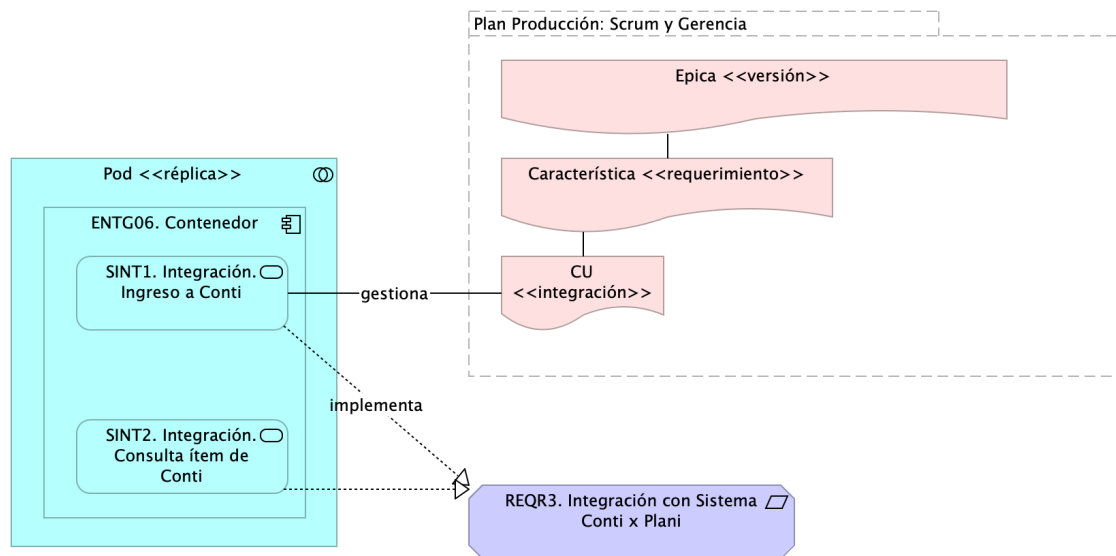 Plan Producción: Scrum y Gerencia
Epica <<versión>>
Pod <<réplica>>
Característica <<requerimiento>>
ENTG06. Contenedor
SINT1. Integración.
Ingreso a Conti
CU
<<integración>>
gestiona
implementa
SINT2. Integración.
Consulta ítem de
Conti
REQR3. Integración con Sistema
Conti x Plani